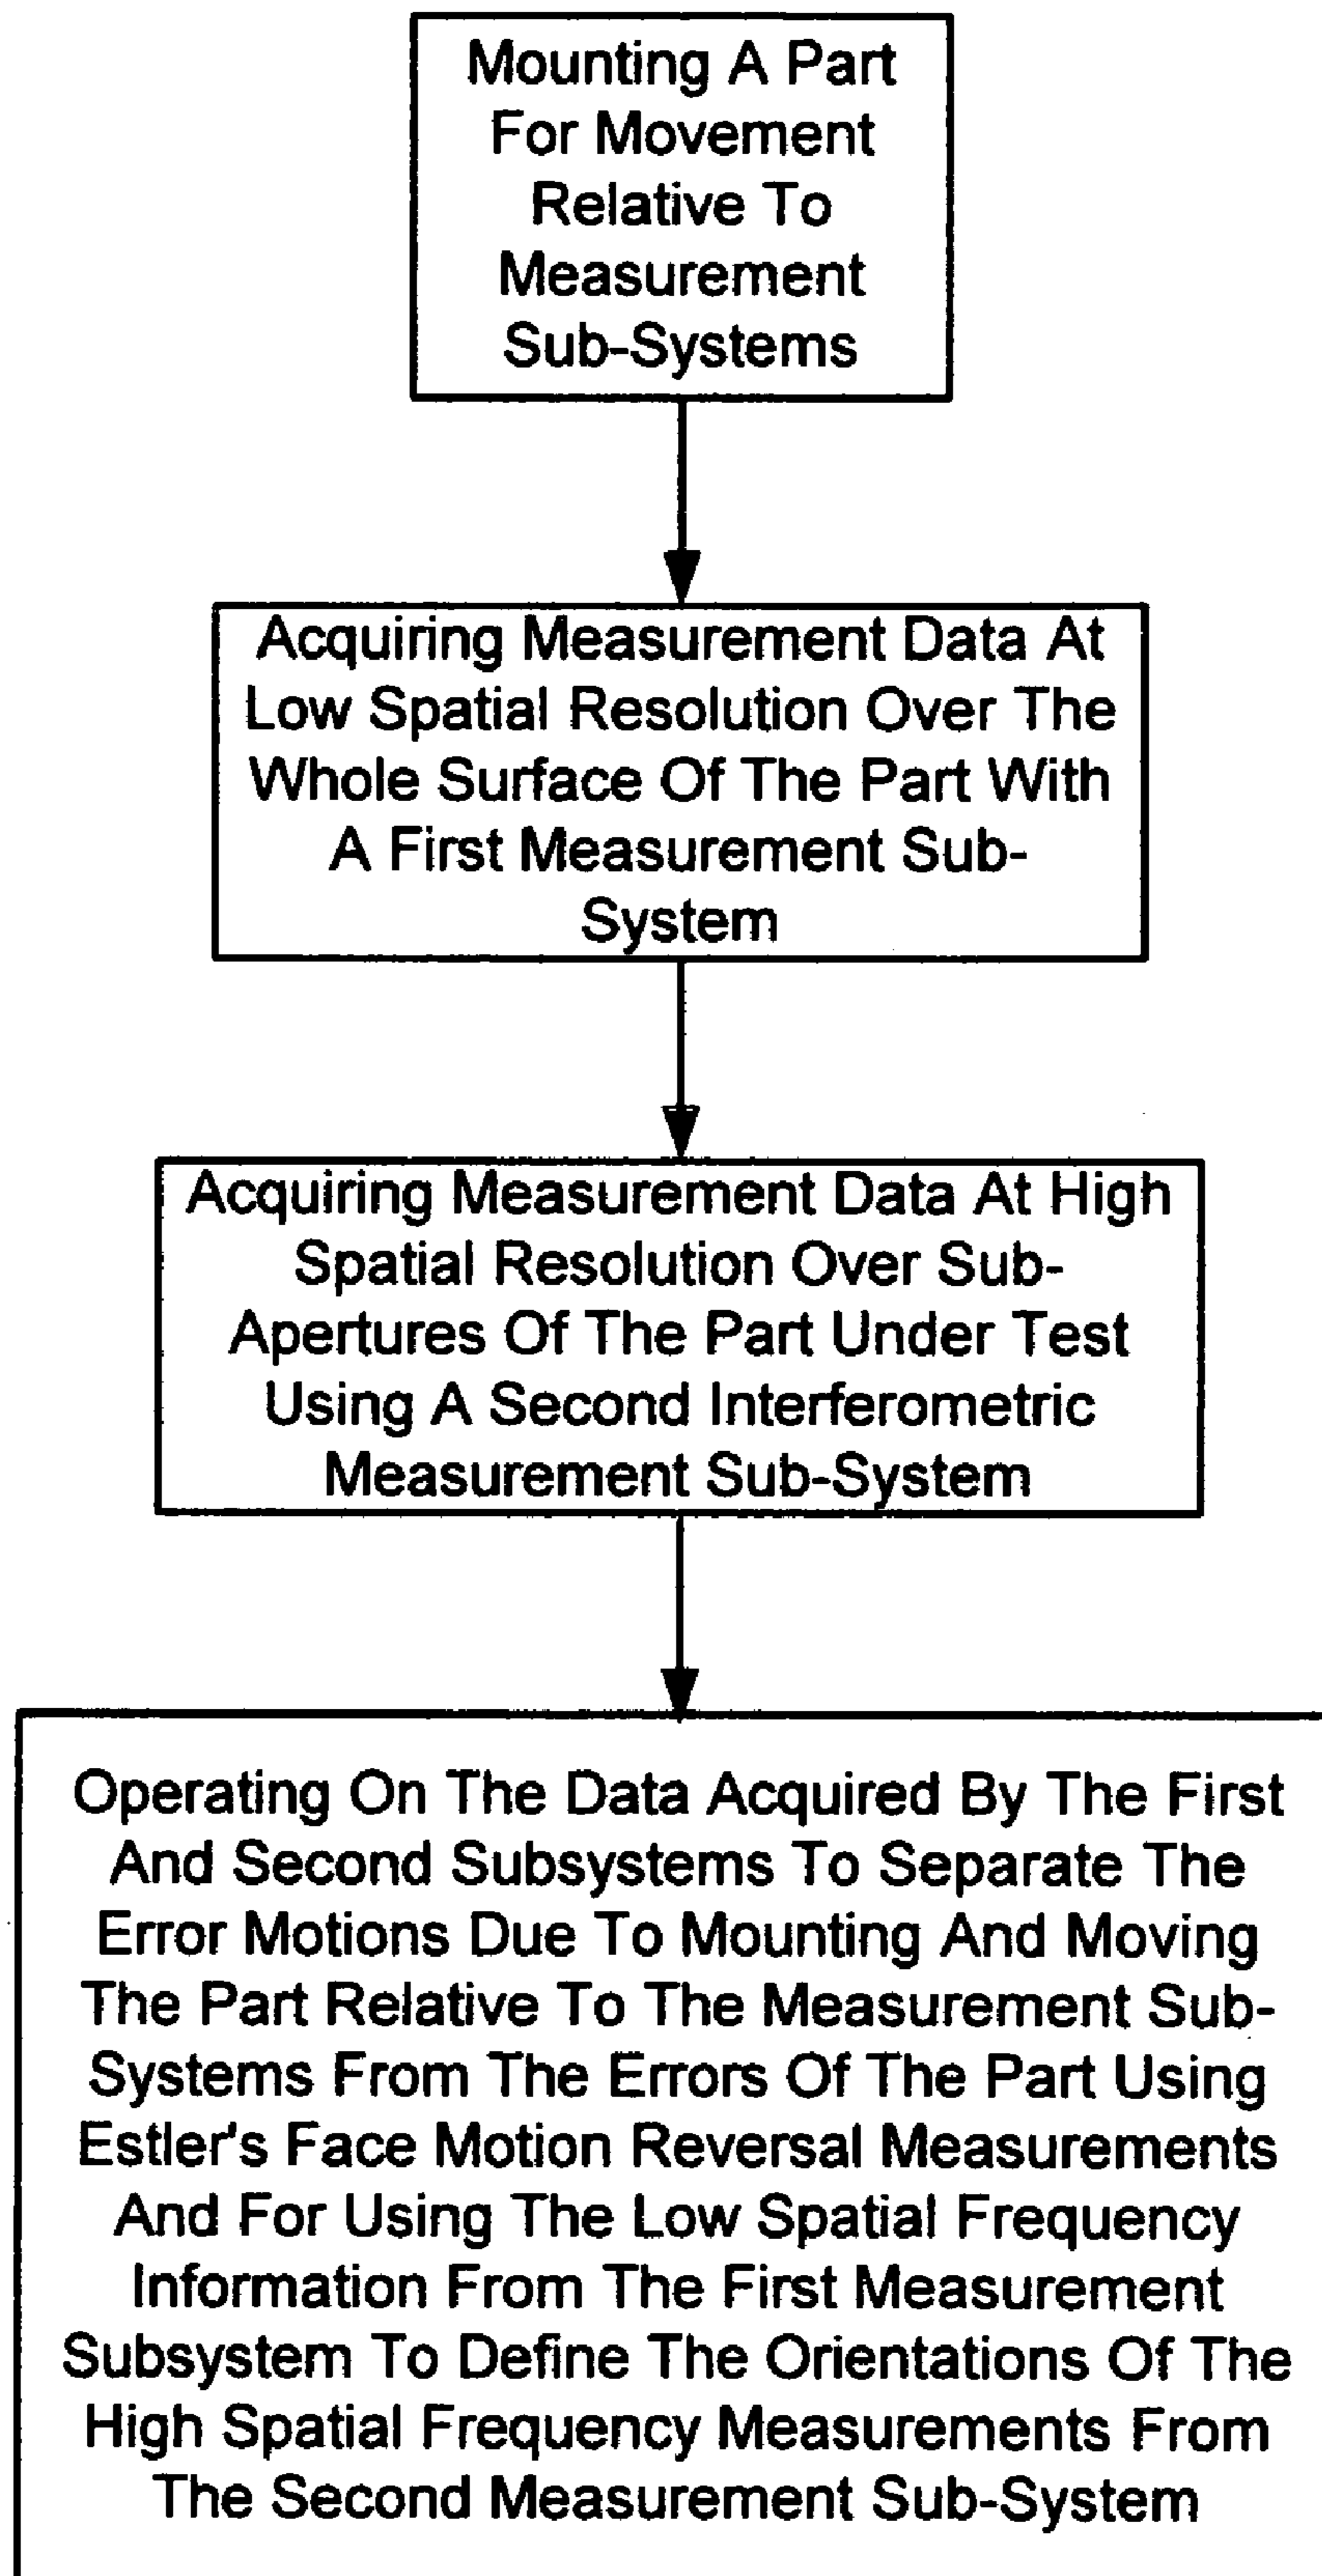 Mounting A Part
For Movement
Relative To
Measurement
Sub-Systems
Acquiring Measurement Data At
Low Spatial Resolution Over The
Whole Surface Of The Part With
A First Measurement Sub-
System
Acquiring Measurement Data At High
Spatial Resolution Over Sub-
Apertures Of The Part Under Test
Using A Second Interferometric
Measurement Sub-System
Operating On The Data Acquired By The First
And Second Subsystems To Separate The
Error Motions Due To Mounting And Moving
The Part Relative To The Measurement Sub-
Systems From The Errors Of The Part Using
Estler's Face Motion Reversal Measurements
And For Using The Low Spatial Frequency
Information From The First Measurement
Subsystem To Define The Orientations Of The
High Spatial Frequency Measurements From
The Second Measurement Sub-System